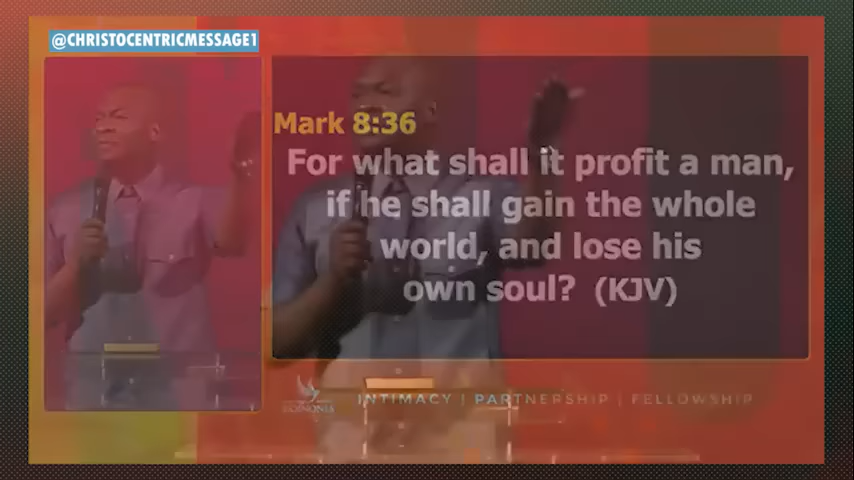 @CHRISTOCENTRICMESSAGE1
Mark 8:36
For what shall it profit a man,
if he shall gain the whole
world, and lose his
own soul? (KJV)
KOINONIA
INTIMACY | PARTNERSHIP | FELLOWSHIP